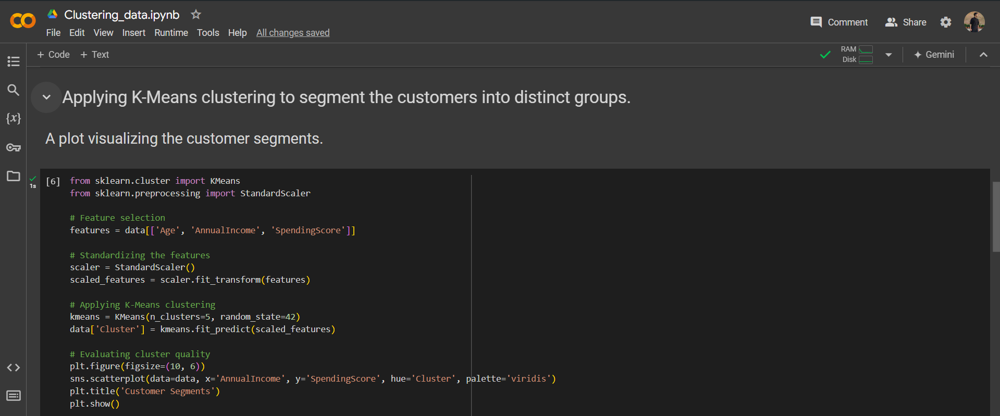 Clustering_data.ipynb
File Edit View Insert Runtime Tools Help All changes saved
Comment Share
+ Code + Text
RAM
Disk
Gemini
Applying K-Means clustering to segment the customers into distinct groups.
A plot visualizing the customer segments.
{x}
1s
[6] from sklearn.cluster import KMeans
from sklearn.preprocessing import StandardScaler
# Feature selection
features = data[['Age', 'AnnualIncome', 'SpendingScore']]
# Standardizing the features
scaler = StandardScaler()
scaled_features = scaler.fit_transform(features)
# Applying K-Means clustering
kmeans = KMeans(n_clusters=5, random_state=42)
data['Cluster'] = kmeans.fit_predict(scaled_features)
# Evaluating cluster quality
plt.figure(figsize=(10, 6))
sns.scatterplot(data=data, x='AnnualIncome', y='SpendingScore', hue='Cluster', palette='viridis')
plt.title('Customer Segments')
plt.show()